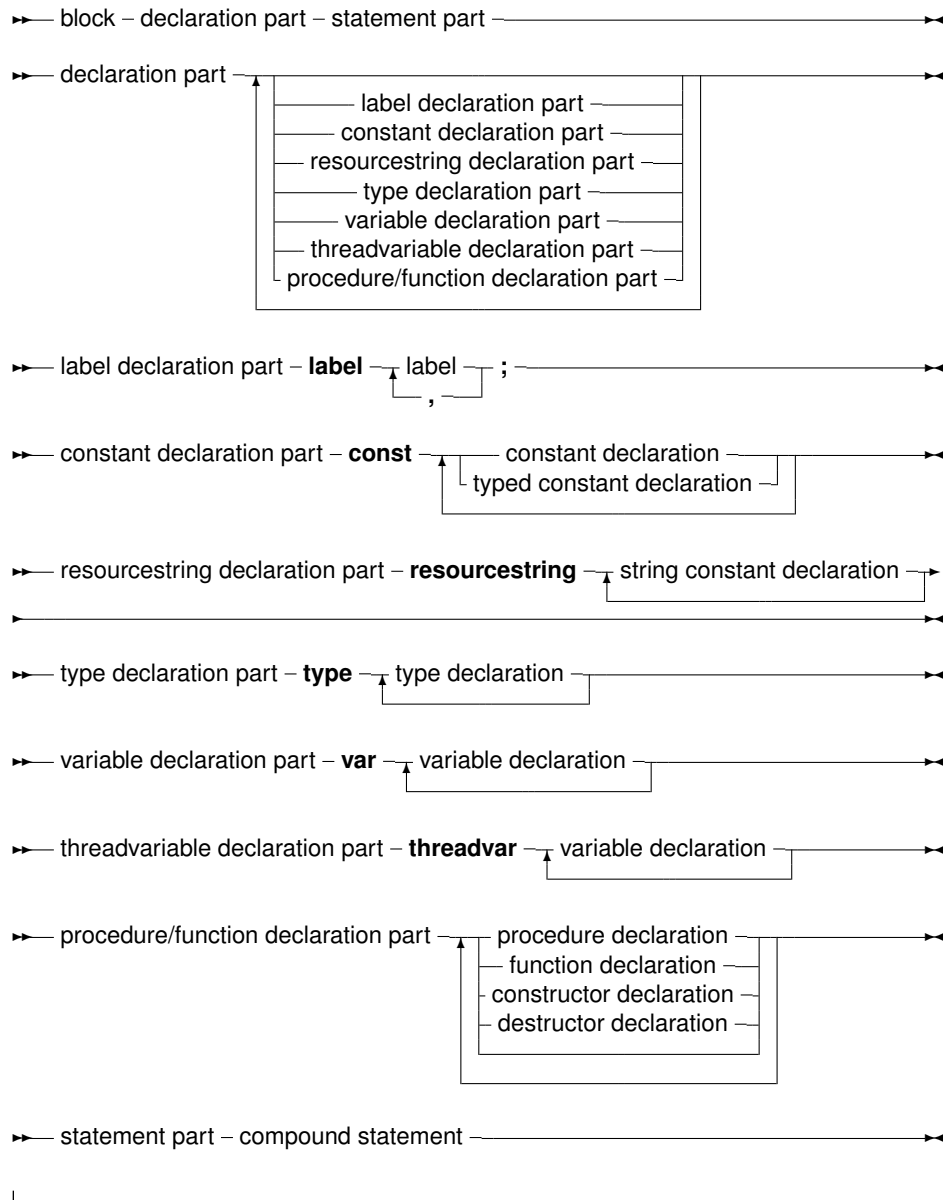 block – declaration part – statement part
declaration part
label declaration part
constant declaration part
resourcestring declaration part
type declaration part
variable declaration part
threadvariable declaration part
procedure/function declaration part
label declaration part – label label ;
,
constant declaration part – const constant declaration
typed constant declaration
resourcestring declaration part – resourcestring string constant declaration
type declaration part – type type declaration
variable declaration part – var variable declaration
threadvariable declaration part – threadvar variable declaration
procedure/function declaration part procedure declaration
function declaration
constructor declaration
destructor declaration
statement part – compound statement